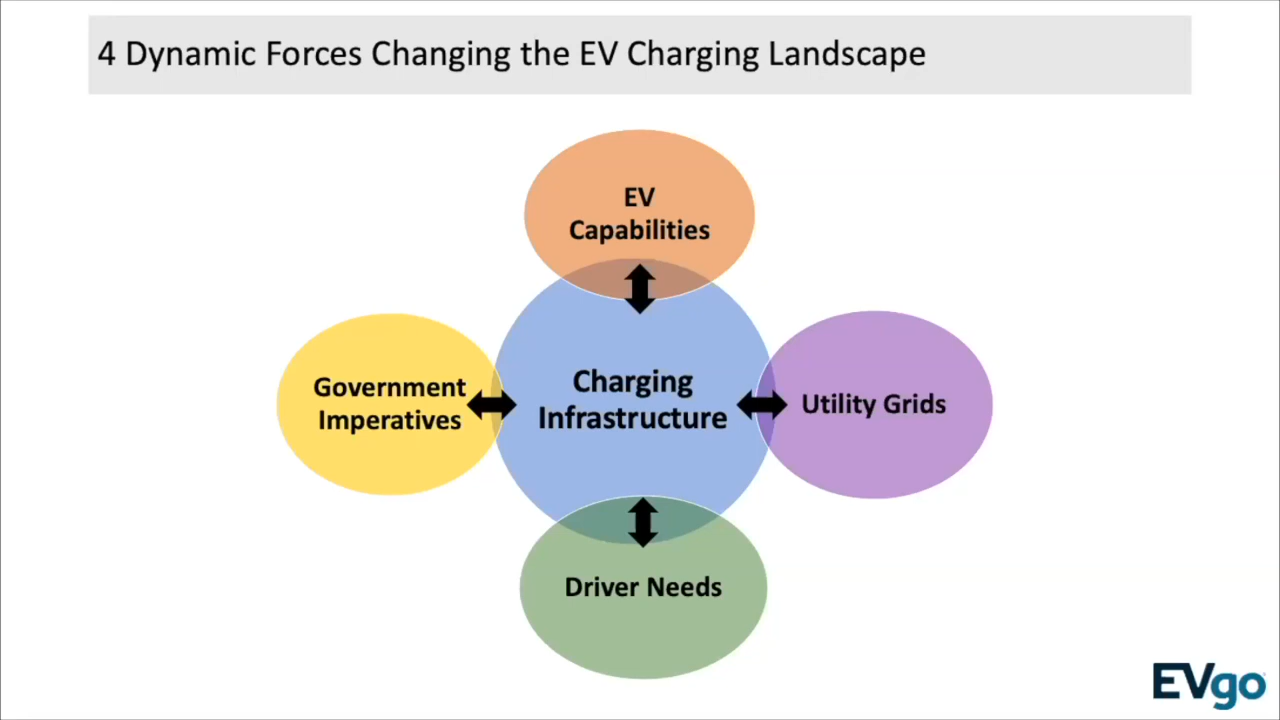 4 Dynamic Forces Changing the EV Charging Landscape
EV
Capabilities
Government
Imperatives
Charging
Infrastructure
Utility Grids
Driver Needs
EVgo